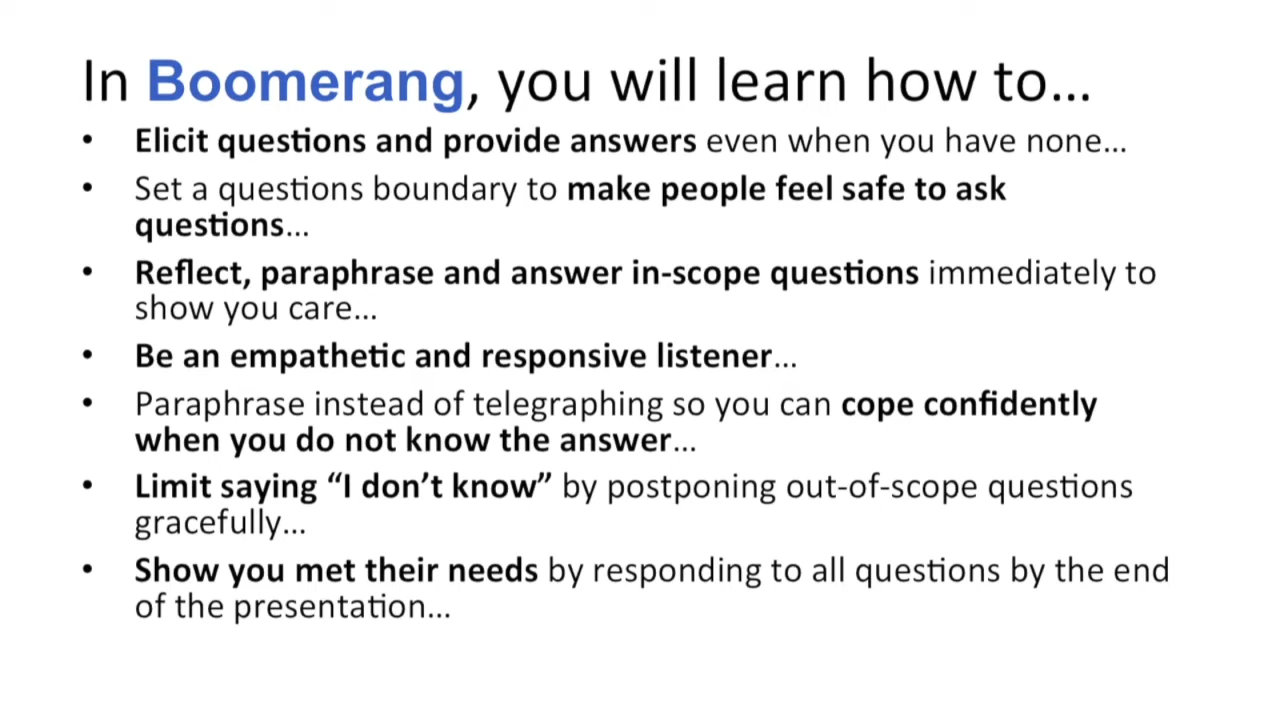 In Boomerang, you will learn how to…
• Elicit questions and provide answers even when you have none…
• Set a questions boundary to make people feel safe to ask
questions…
• Reflect, paraphrase and answer in-scope questions immediately to
show you care…
• Be an empathetic and responsive listener…
• Paraphrase instead of telegraphing so you can cope confidently
when you do not know the answer…
• Limit saying “I don’t know” by postponing out-of-scope questions
gracefully…
• Show you met their needs by responding to all questions by the end
of the presentation…